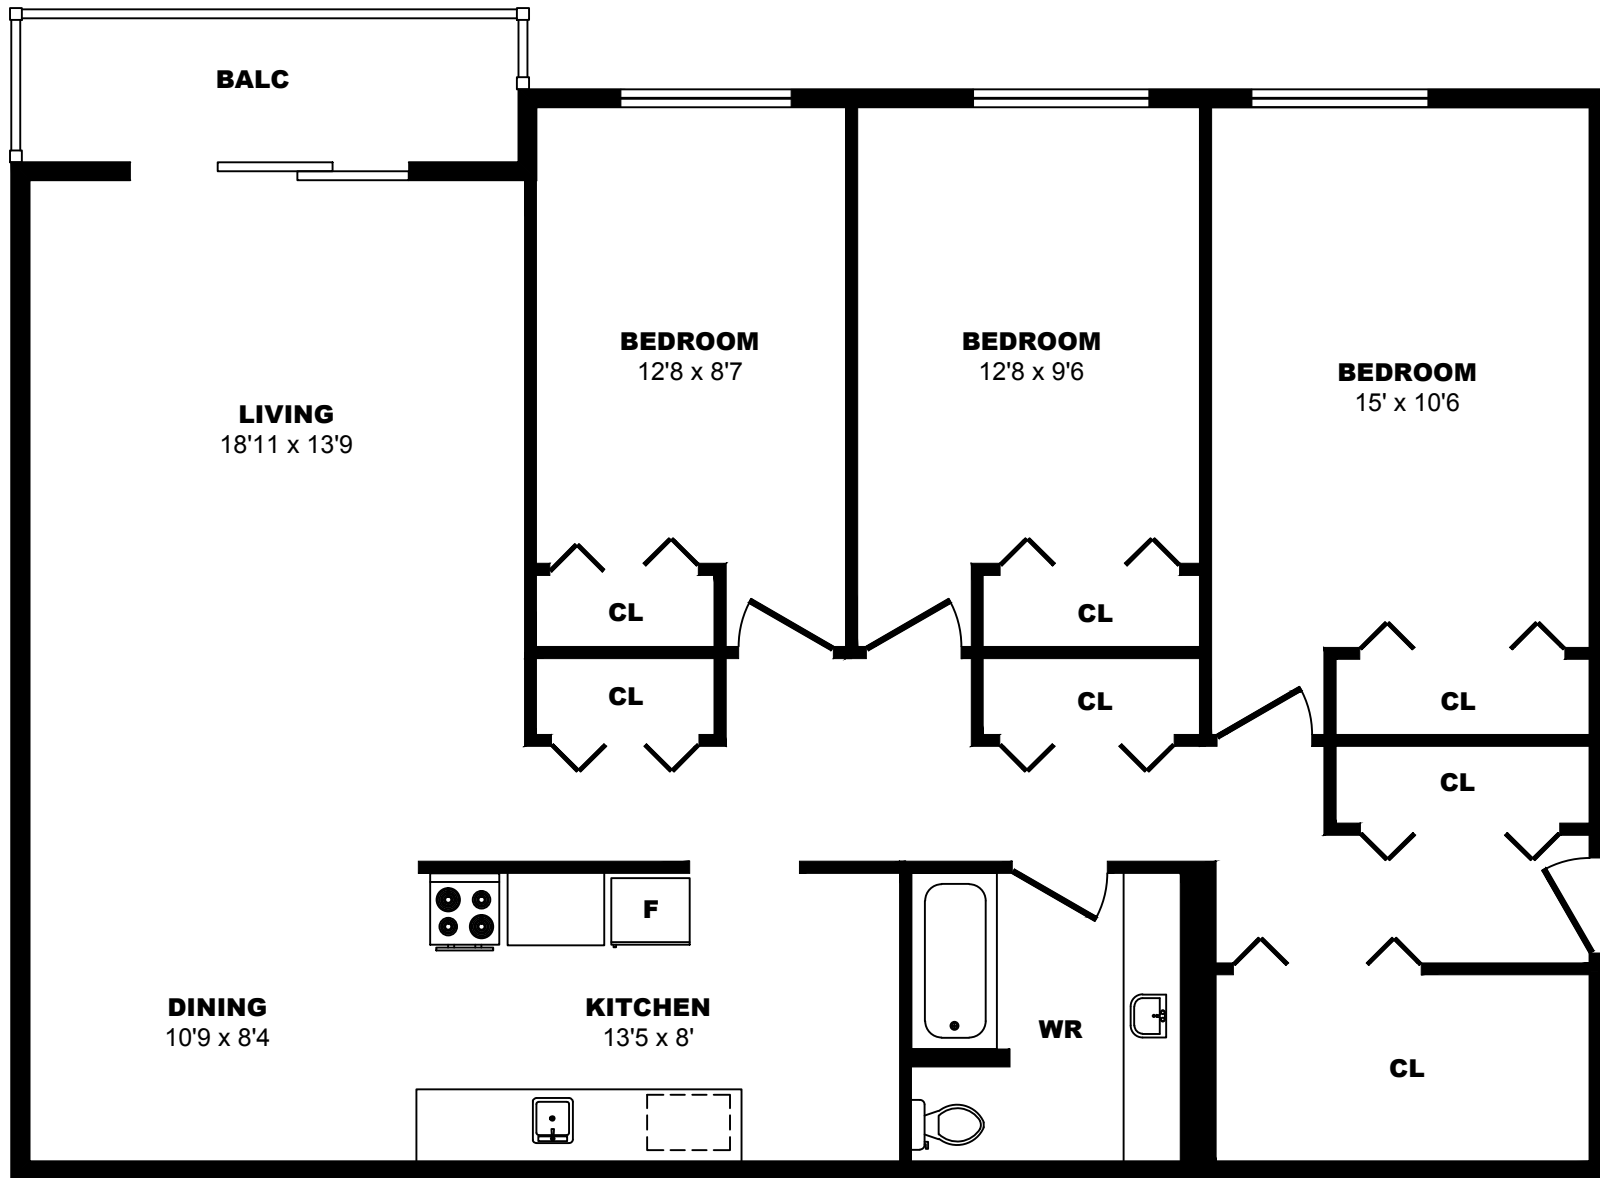 BALC
BEDROOM
12'8 x 8'7
BEDROOM
12'8 x 9'6
BEDROOM
15' x 10'6
LIVING
18'11 x 13'9
CL
CL
CL
CL
CL
CL
F
DINING
10'9 x 8'4
KITCHEN
13'5 x 8'
WR
CL